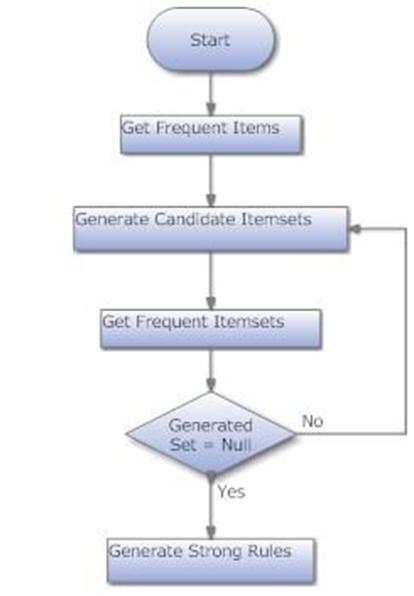 Start
Get Frequent Items
Generate Candidate Itemsets
Get Frequent Itemsets
Generated
Set = Null
No
Yes
Generate Strong Rules